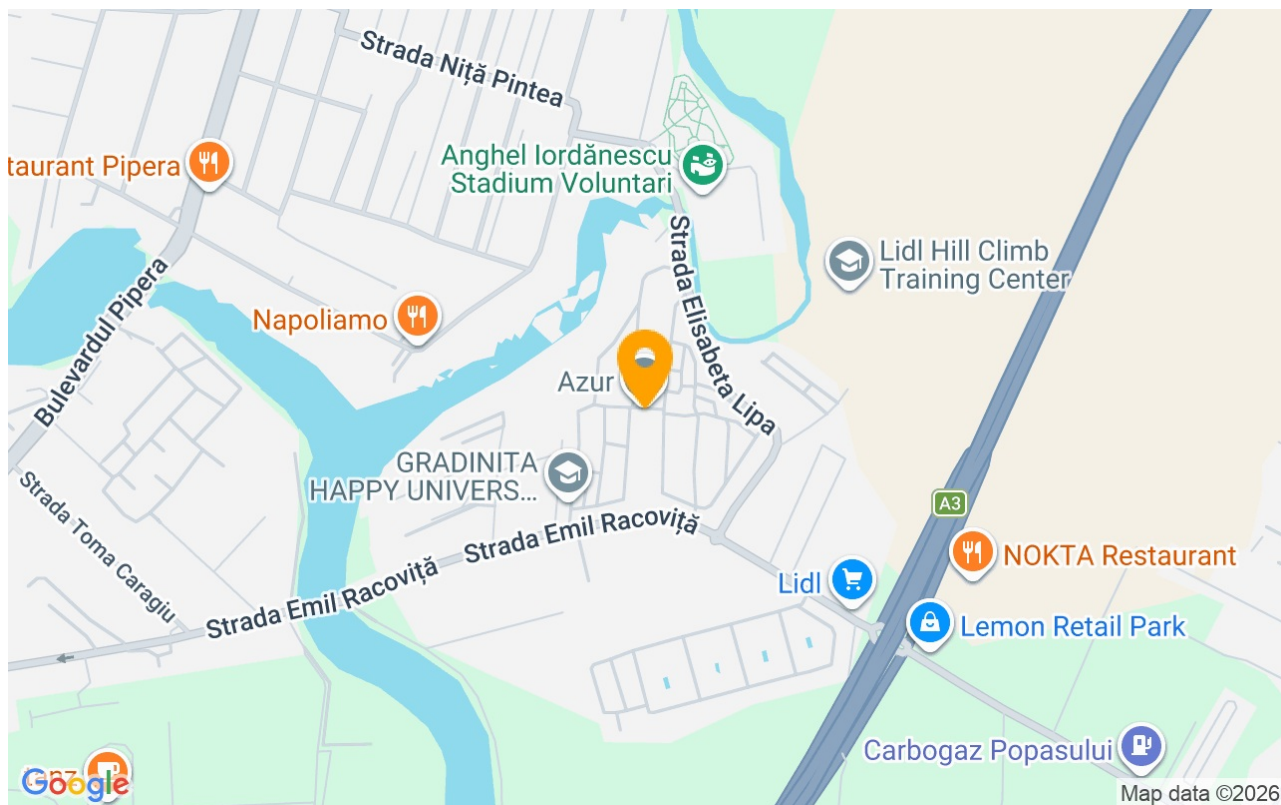 Strada Niță Pintea
taurant Pipera
Anghel Iordănescu
Stadium Voluntari
Strada Elisabeta Lipa
Lidl Hill Climb
Training Center
Bulevardul Pipera
Napoliamo
Azur
GRADINITA
HAPPY UNIVERS...
Strada Toma Caragiu
Strada Emil Racoviță
Strada Emil Racoviță
A3
NOKTA Restaurant
Lidl
Lemon Retail Park
Carbogaz Popasului
Google
Map data ©2026